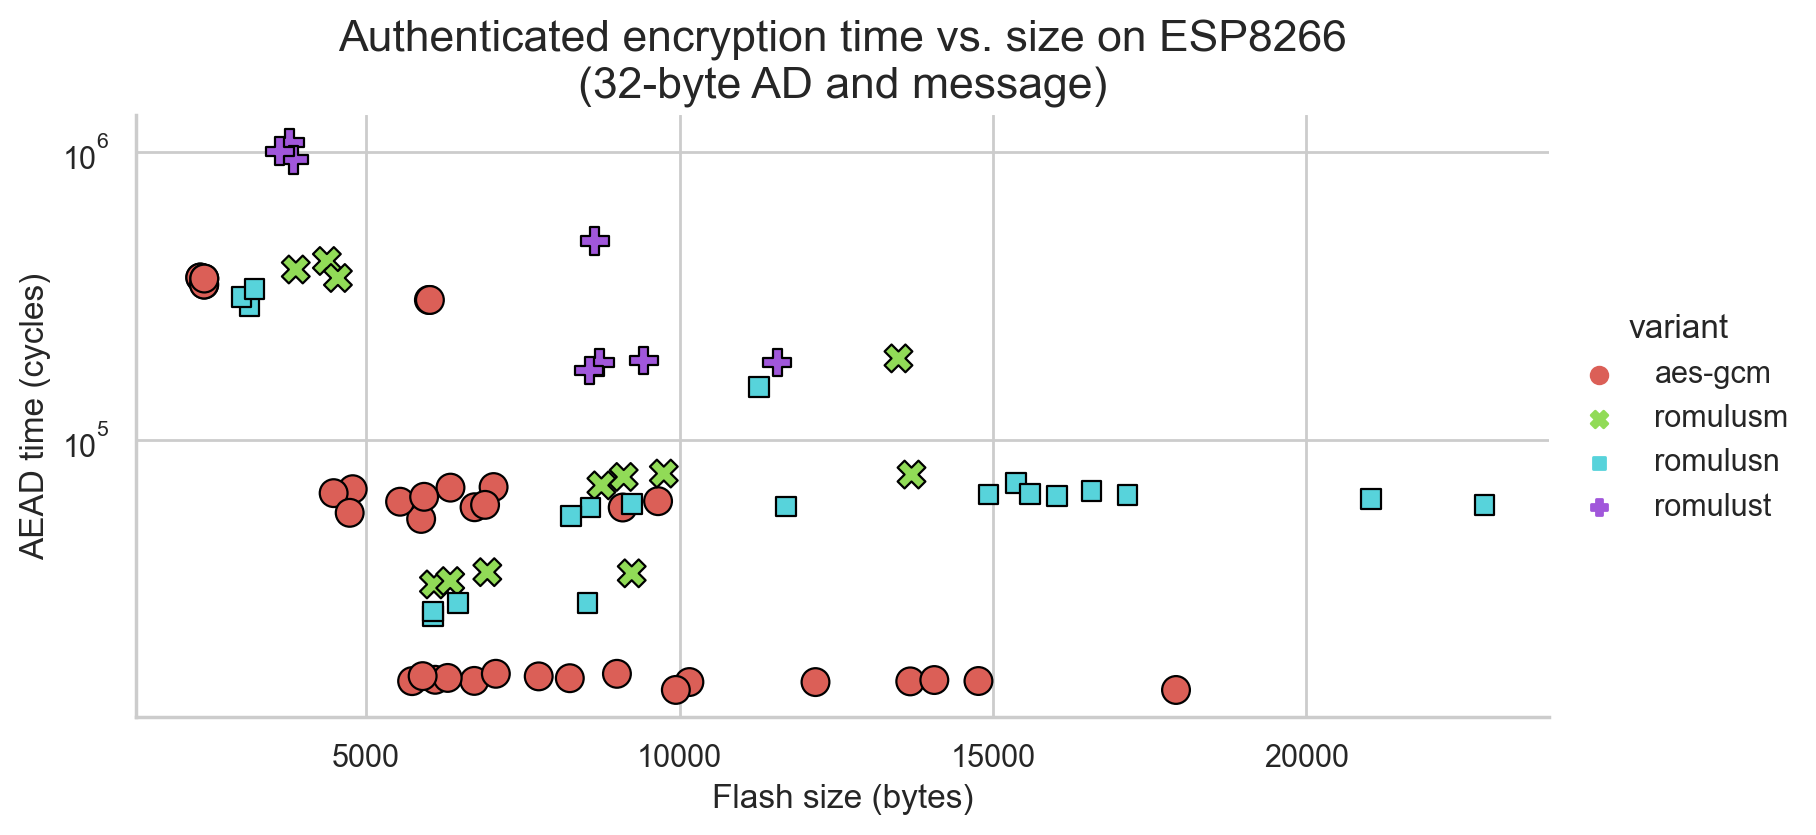 Authenticated encryption time vs. size on ESP8266
(32-byte AD and message)
10^6
10^5
AEAD time (cycles)
5000
10000
15000
20000
Flash size (bytes)
variant
aes-gcm
romulusm
romulusn
romulust